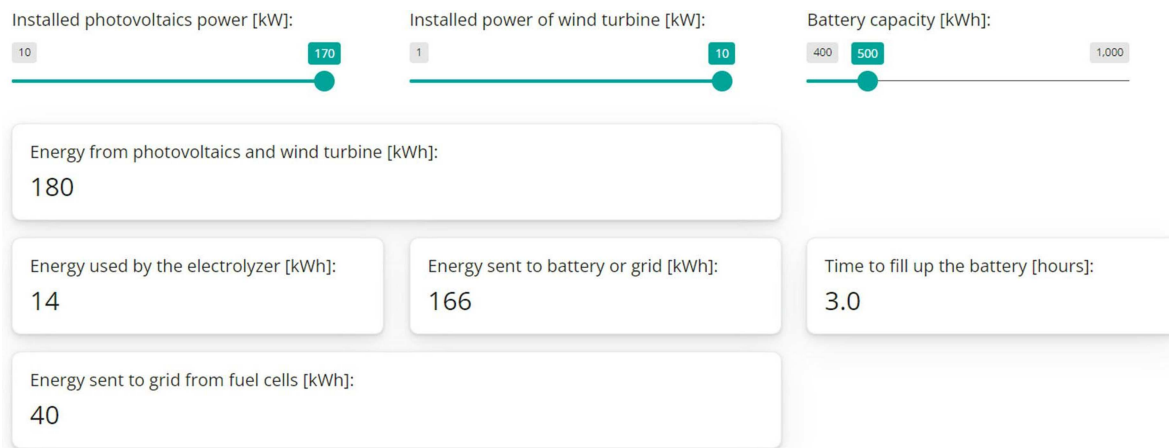 Installed photovoltaics power [kW]:
10
170
Installed power of wind turbine [kW]:
1
10
Battery capacity [kWh]:
400
500
1,000
Energy from photovoltaics and wind turbine [kWh]:
180
Energy used by the electrolyzer [kWh]:
14
Energy sent to battery or grid [kWh]:
166
Time to fill up the battery [hours]:
3.0
Energy sent to grid from fuel cells [kWh]:
40